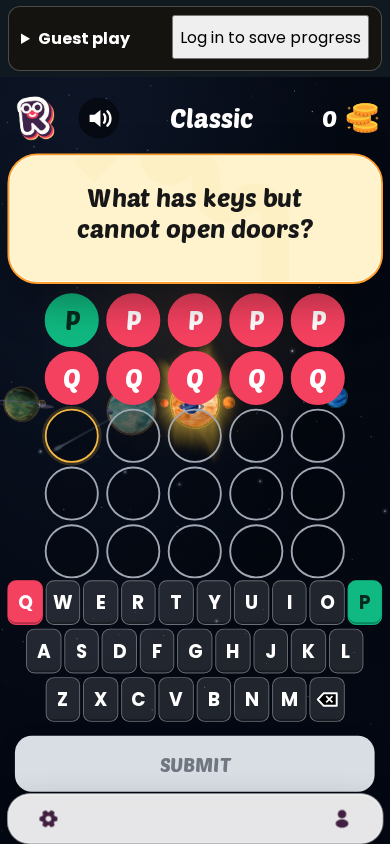 Guest play
Log in to save progress
Classic
0
What has keys but
cannot open doors?
P P P P P
Q Q Q Q Q
Q W E R T Y U I O P
A S D F G H J K L
Z X C V B N M
SUBMIT